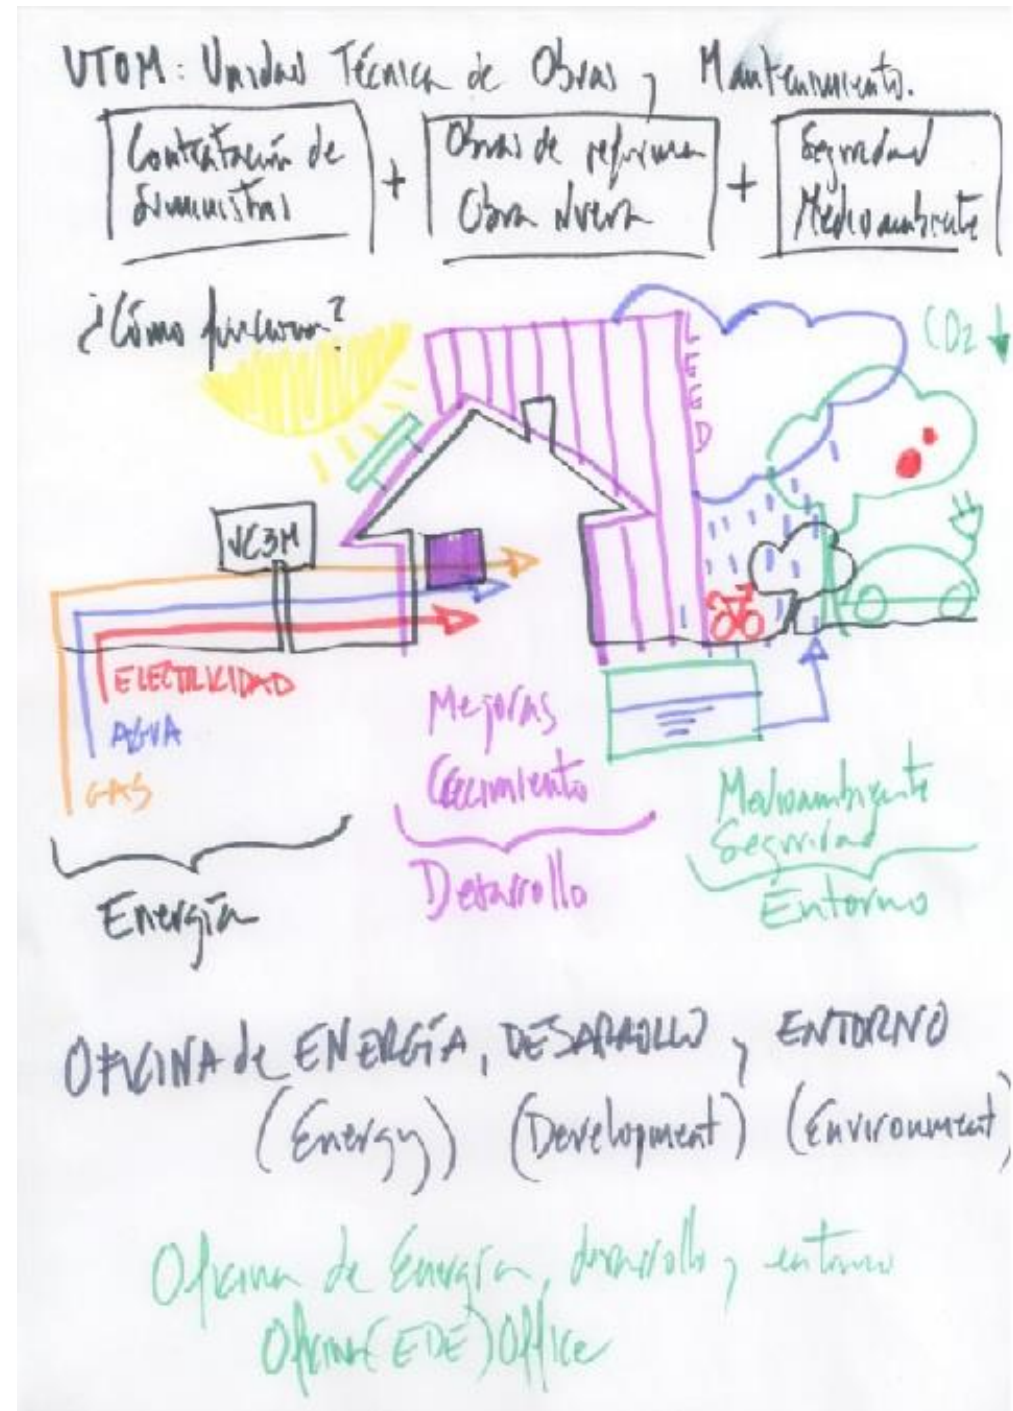 UTOM: Unidad Técnica de Obras y Mantenimiento.
Contratación de
Suministros
+
Obras de reforma
Obra Nueva
+
Seguridad
Medioambiente
¿Cómo funciona?
LEED
CO2
UC3M
ELECTRICIDAD
AGUA
GAS
Mejoras
Crecimiento
Medioambiente
Seguridad
Energía
Desarrollo
Entorno
OFICINA de ENERGÍA, DESARROLLO y ENTORNO
(Energy) (Development) (Environment)
Oficina de Energía, desarrollo y entorno
Oficina (EDE) Office